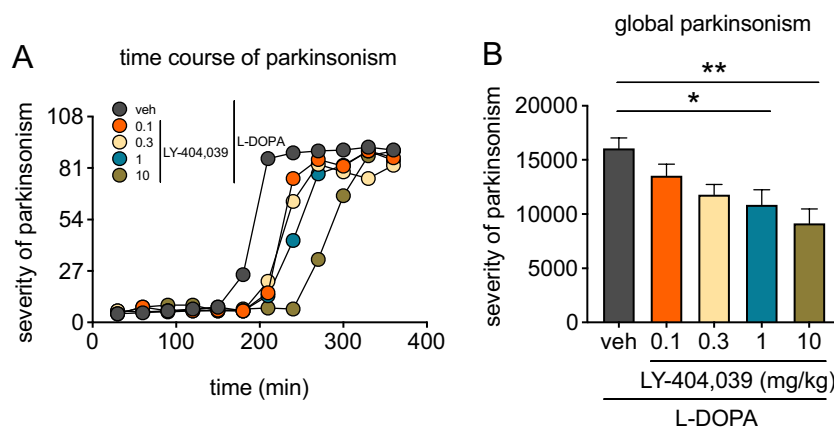 A
time course of parkinsonism
severity of parkinsonism
108
81
54
27
0
veh
0.1
0.3
1
10
LY-404,039
L-DOPA
0 100 200 300 400
time (min)
global parkinsonism
B
**
*
severity of parkinsonism
20000
15000
10000
5000
0
veh 0.1 0.3 1 10
LY-404,039 (mg/kg)
L-DOPA